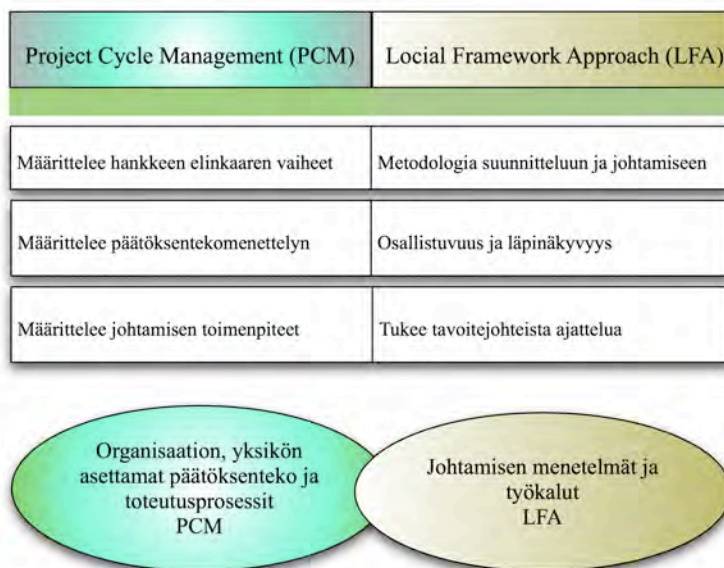 Project Cycle Management (PCM)
Locial Framework Approach (LFA)
Määrittelee hankkeen elinkaaren vaiheet
Metodologia suunnitteluun ja johtamiseen
Määrittelee päätöksentekomenettelyn
Osallistuvuus ja läpinäkyvyys
Määrittelee johtamisen toimenpiteet
Tukee tavoitejohteista ajattelua
Organisaation, yksikön
asettamat päätöksenteko ja
toteutusprosessit
PCM
Johtamisen menetelmät ja
työkalut
LFA